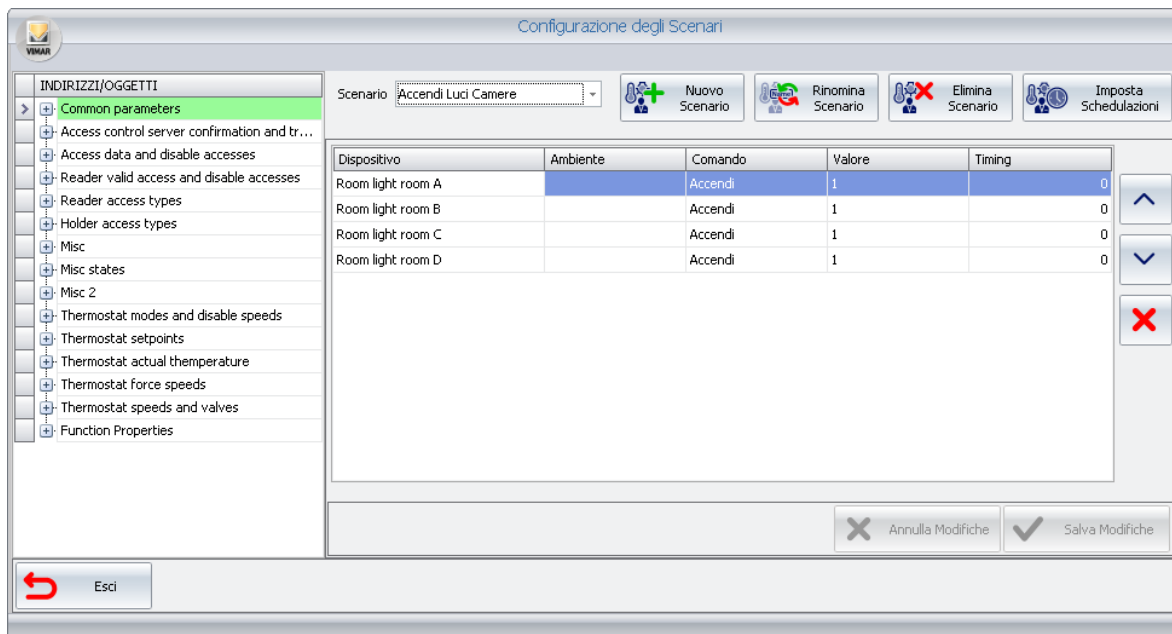 Configurazione degli Scenari
VIMAR
INDIRIZZI/OGGETTI
Common parameters
Access control server confirmation and tr...
Access data and disable accesses
Reader valid access and disable accesses
Reader access types
Holder access types
Misc
Misc states
Misc 2
Thermostat modes and disable speeds
Thermostat setpoints
Thermostat actual themperature
Thermostat force speeds
Thermostat speeds and valves
Function Properties
Scenario Accendi Luci Camere
Nuovo Scenario
Rinomina Scenario
Elimina Scenario
Imposta Schedulazioni
Dispositivo Ambiente Comando Valore Timing
Room light room A Accendi 1 0
Room light room B Accendi 1 0
Room light room C Accendi 1 0
Room light room D Accendi 1 0
Annulla Modifiche Salva Modifiche
Esci